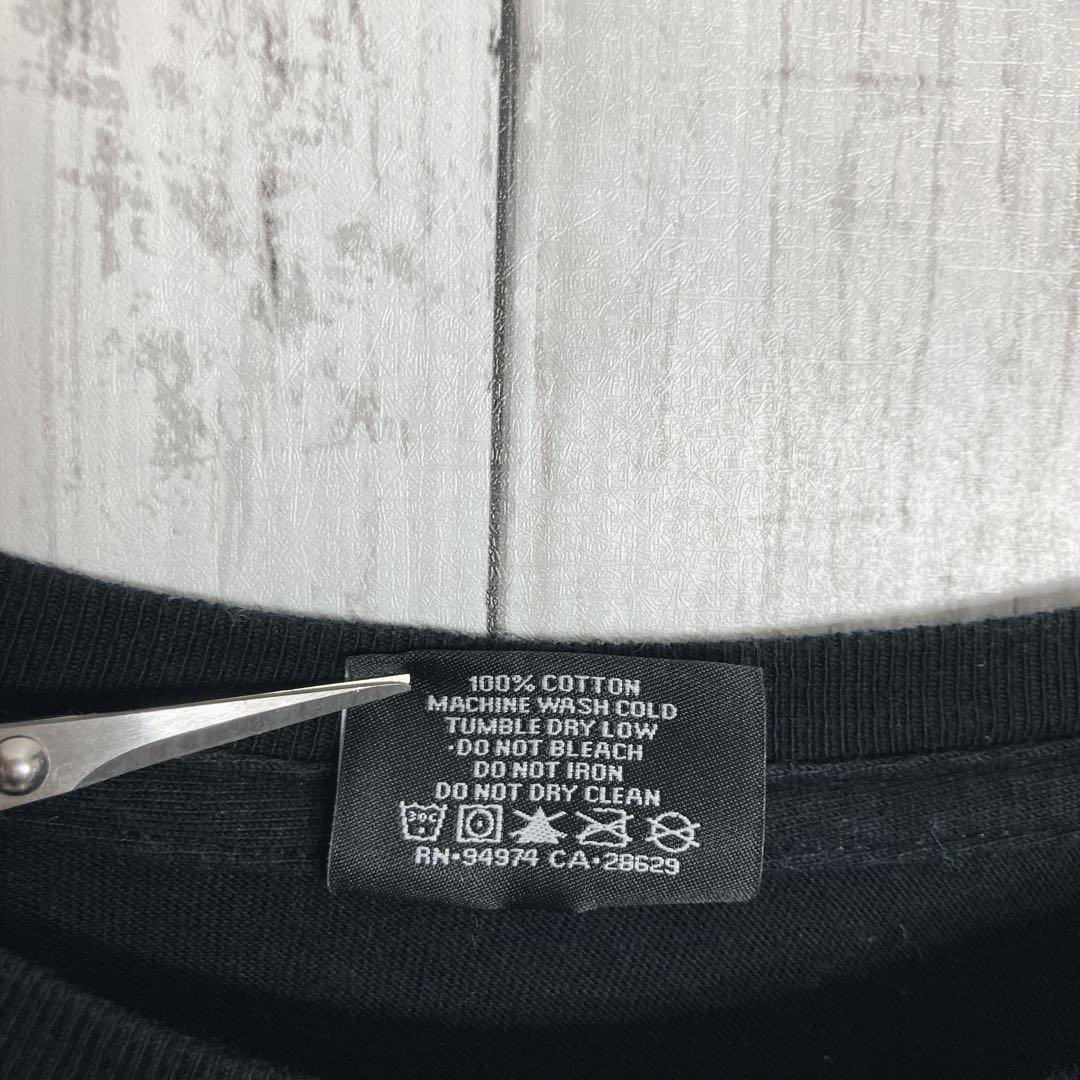 100% COTTON
MACHINE WASH COLD
TUMBLE DRY LOW
·DO NOT BLEACH
DO NOT IRON
DO NOT DRY CLEAN
30C
RN·94974 CA·28629